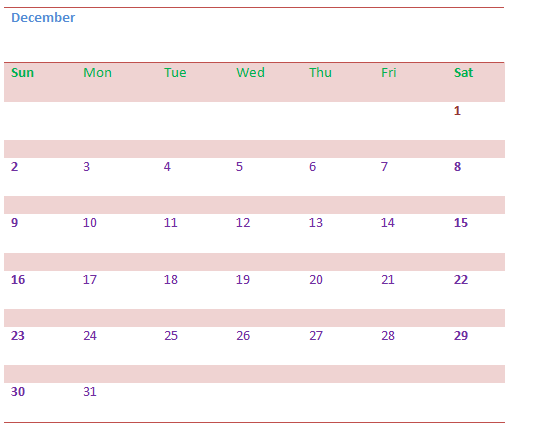 December
Sun Mon Tue Wed Thu Fri Sat
1
2 3 4 5 6 7 8
9 10 11 12 13 14 15
16 17 18 19 20 21 22
23 24 25 26 27 28 29
30 31